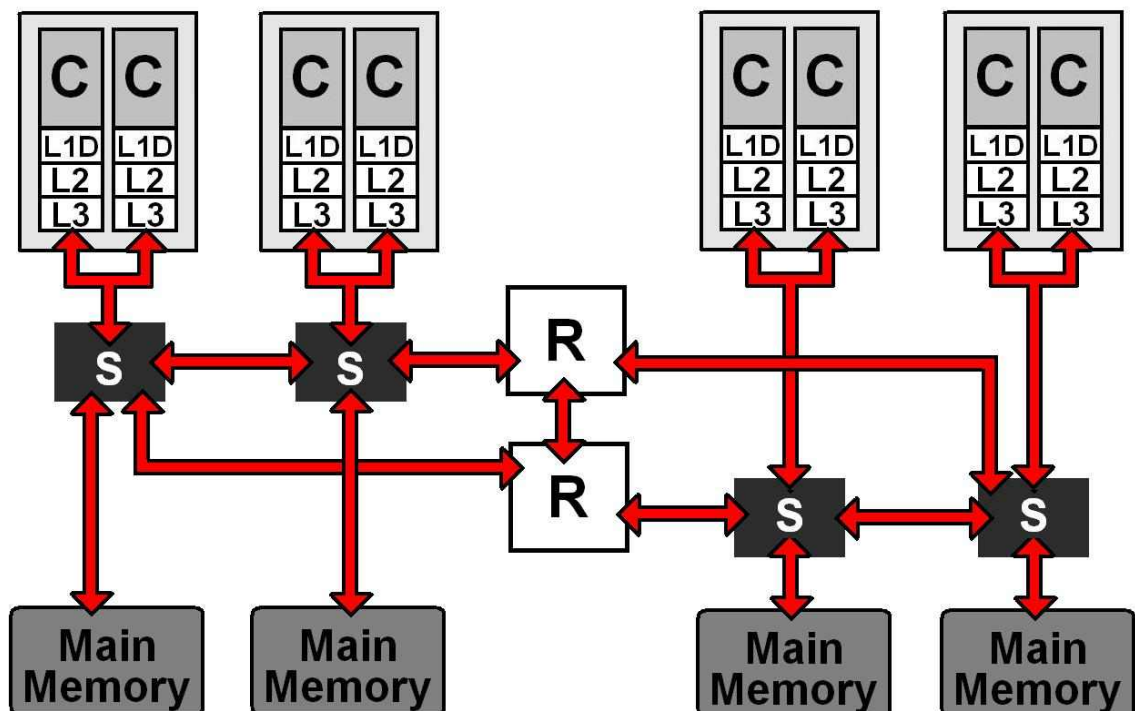 C C C C C C C C
L1D L1D L1D L1D L1D L1D L1D L1D
L2 L2 L2 L2 L2 L2 L2 L2
L3 L3 L3 L3 L3 L3 L3 L3
S S R
R S S
Main Main Main Main
Memory Memory Memory Memory